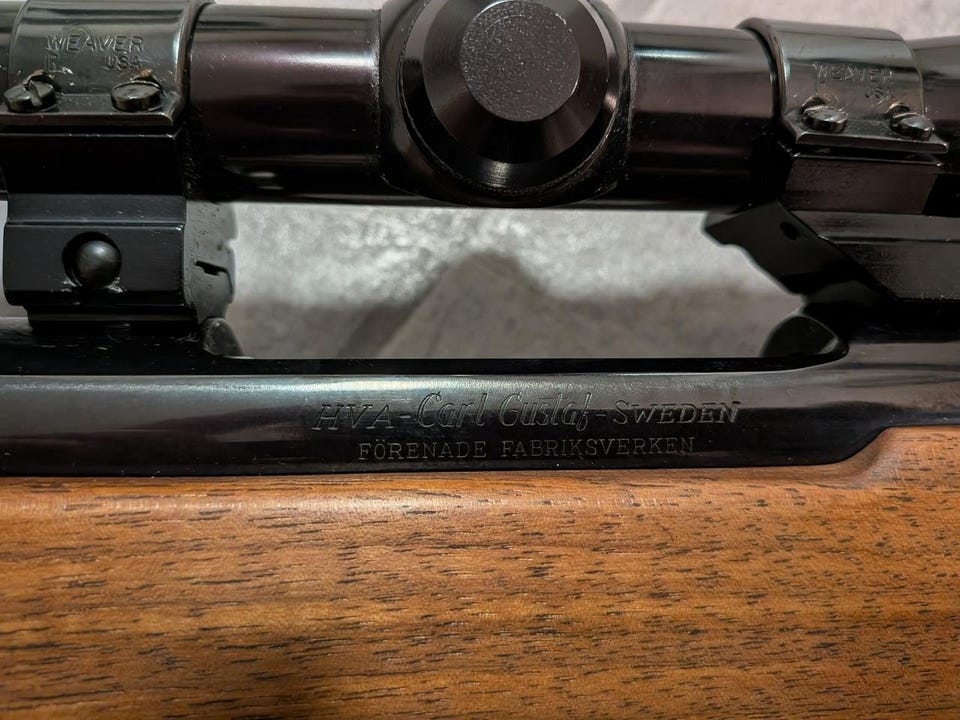 WEAVER
USA
WEAVER
USA
HVA - Carl Gustaf - SWEDEN
FÖRENADE FABRIKSVERKEN